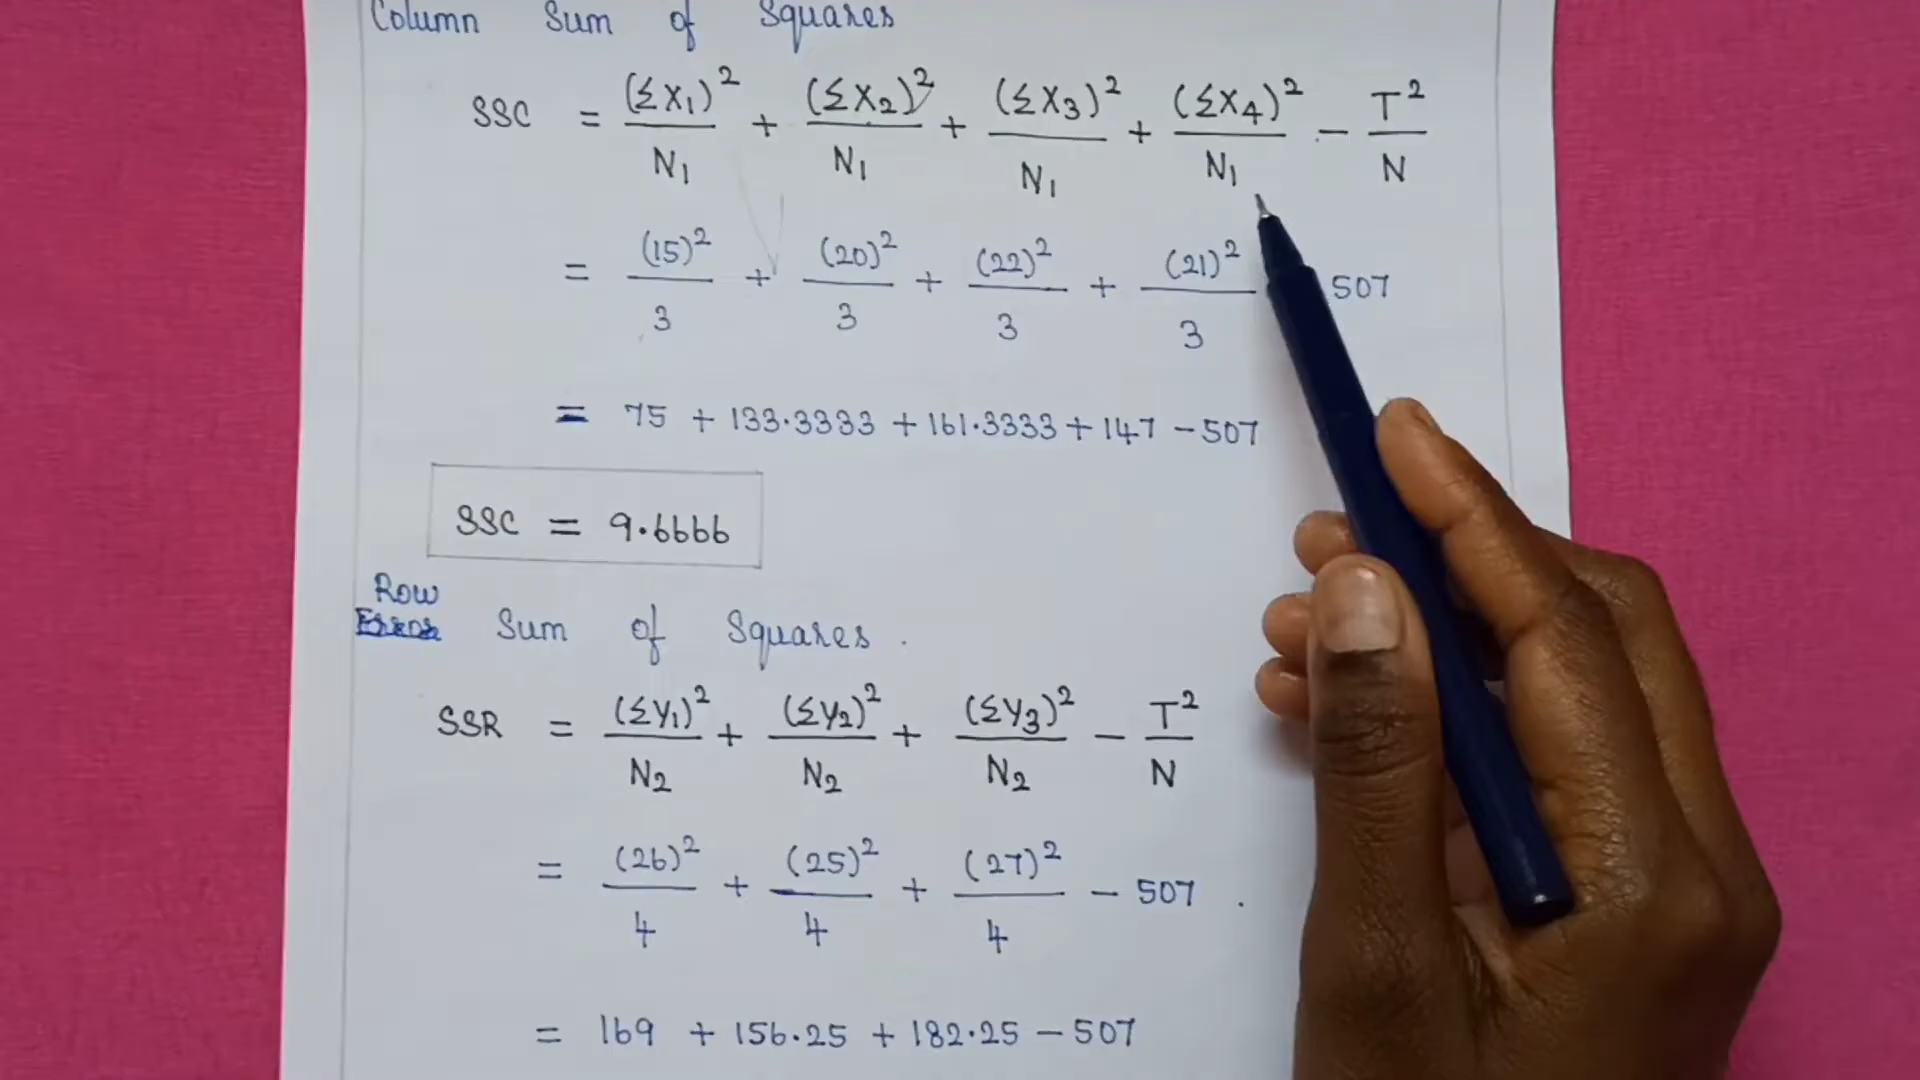 Column Sum of Squares
SSC = (ΣX₁)²/N₁ + (ΣX₂)²/N₁ + (ΣX₃)²/N₁ + (ΣX₄)²/N₁ - T²/N
= (15)²/3 + (20)²/3 + (22)²/3 + (21)²/3 507
= 75 + 133.3333 + 161.3333 + 147 - 507
SSC = 9.6666
Row
Sum of Squares.
SSR = (ΣY₁)²/N₂ + (ΣY₂)²/N₂ + (ΣY₃)²/N₂ - T²/N
= (26)²/4 + (25)²/4 + (27)²/4 - 507.
= 169 + 156.25 + 182.25 - 507